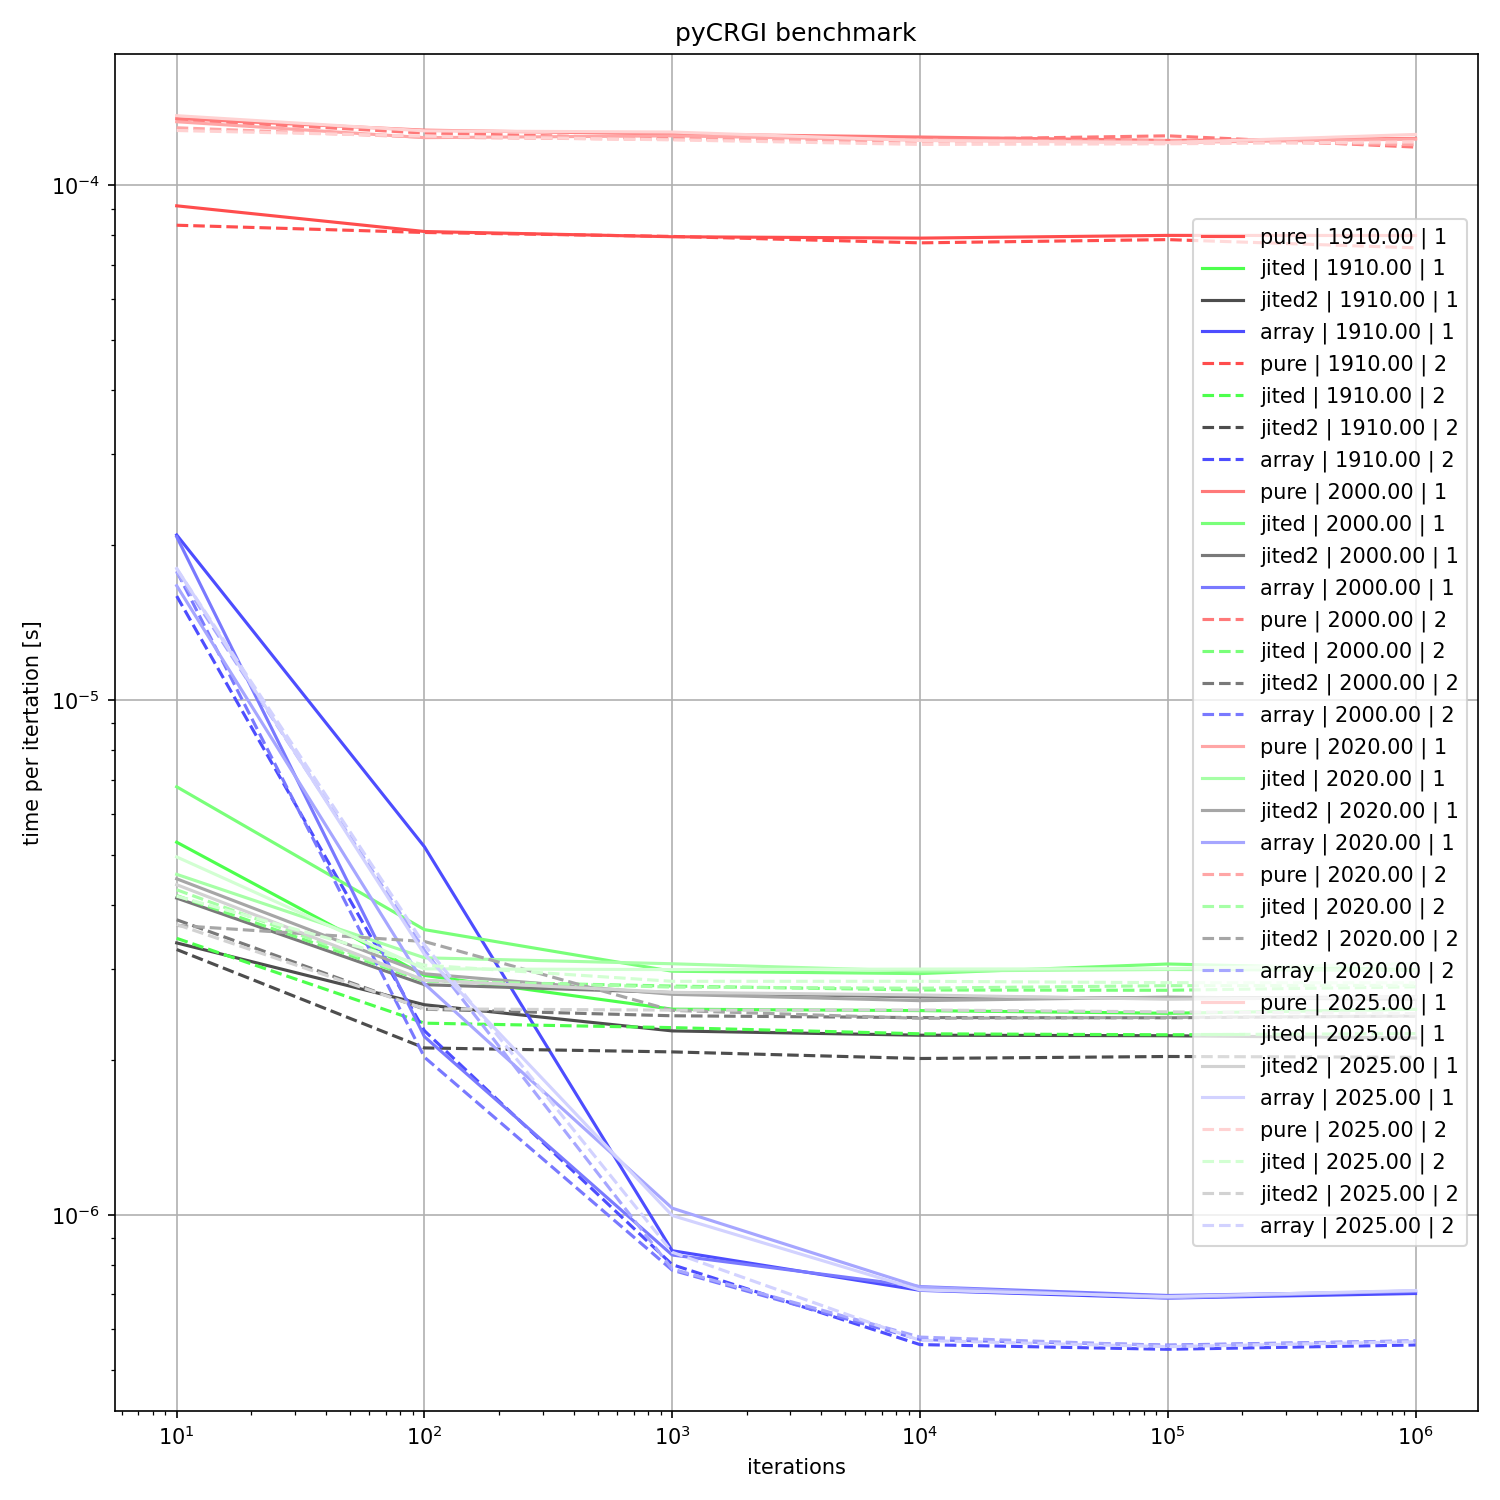 pyCRGI benchmark
10⁻⁴
10⁻⁵
10⁻⁶
time per itertation [s]
10¹
10²
10³
10⁴
10⁵
10⁶
iterations
pure | 1910.00 | 1
jited | 1910.00 | 1
jited2 | 1910.00 | 1
array | 1910.00 | 1
pure | 1910.00 | 2
jited | 1910.00 | 2
jited2 | 1910.00 | 2
array | 1910.00 | 2
pure | 2000.00 | 1
jited | 2000.00 | 1
jited2 | 2000.00 | 1
array | 2000.00 | 1
pure | 2000.00 | 2
jited | 2000.00 | 2
jited2 | 2000.00 | 2
array | 2000.00 | 2
pure | 2020.00 | 1
jited | 2020.00 | 1
jited2 | 2020.00 | 1
array | 2020.00 | 1
pure | 2020.00 | 2
jited | 2020.00 | 2
jited2 | 2020.00 | 2
array | 2020.00 | 2
pure | 2025.00 | 1
jited | 2025.00 | 1
jited2 | 2025.00 | 1
array | 2025.00 | 1
pure | 2025.00 | 2
jited | 2025.00 | 2
jited2 | 2025.00 | 2
array | 2025.00 | 2